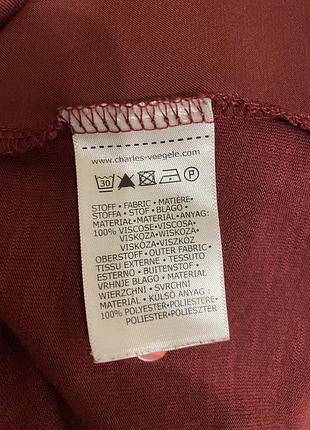 www.charles-voegele.com
30 P
STOFF • FABRIC • MATIÈRE•
STOFFA • STOF • BLAGO •
MATERIAŁ•MATERIAL•ANYAG:
100% VISCOSE•VISCOSA•
VISKOZA•WISKOZA•
VISKÓZA•VISZKÓZ
OBERSTOFF•OUTER FABRIC•
TISSU EXTERNE • TESSUTO
ESTERNO • BUITENSTOF •
VRHNJE BLAGO • MATERIAŁ
WIERZCHNI • SVRCHNI
MATERIÁL • KÜLSŐ ANYAG :
100% POLYESTER•POLIESTERE•
POLIESTER•POLIÉSZTER